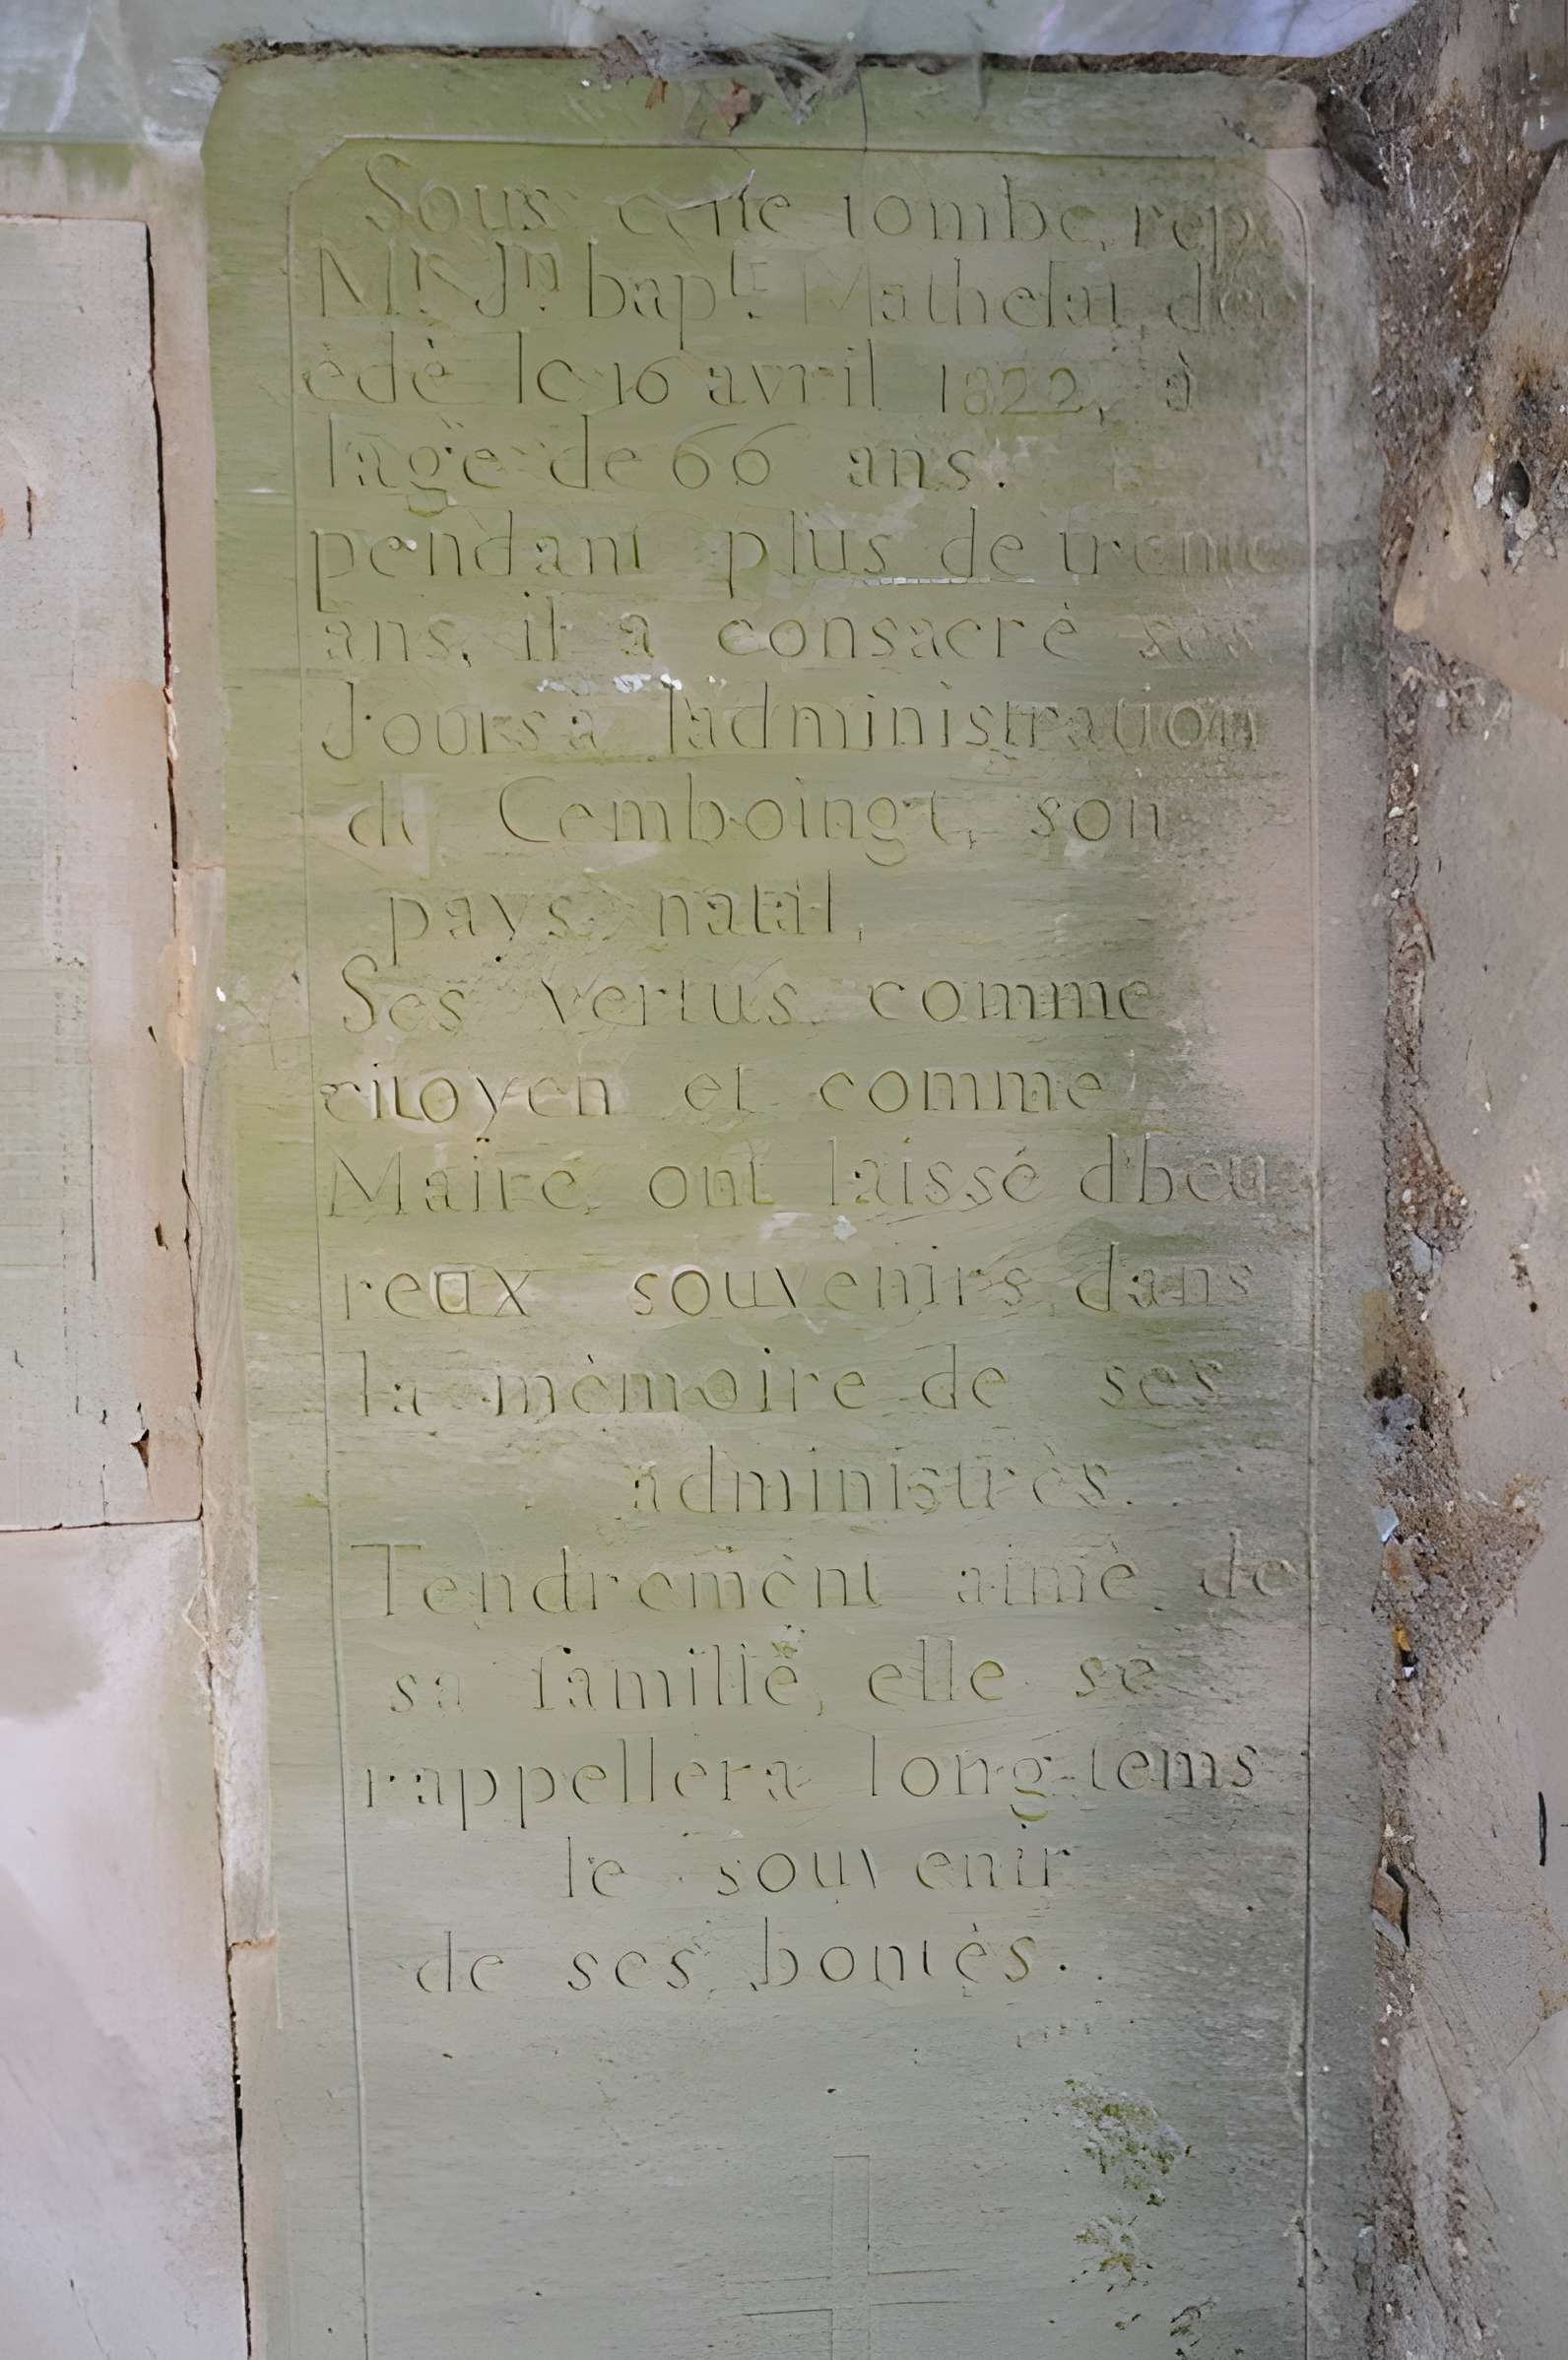 Sous cette tombe, rep
Mr. Jn. bapte. Mathelat, déc
édé le 16 avril 1822, à
lage de 66 ans.
pendant plus de trente
ans, il a consacré ses
Jours a ladministration
de Cemboingt, son
pays natal,
Ses vertus comme
citoyen et comme
Maire, ont laissé dheu
reux souvenirs dans
la mémoire de ses
administrés.
Tendrement aimé de
sa famille, elle se
rappellera long-tems
le souvenir
de ses bontés.